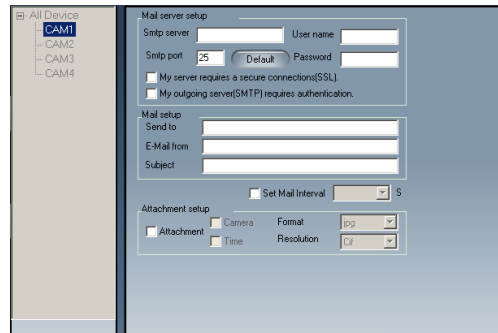 All Device
CAM1
CAM2
CAM3
CAM4
Mail server setup
Smtp server User name
Smtp port 25 Default Password
My server requires a secure connections(SSL).
My outgoing server(SMTP) requires authentication.
Mail setup
Send to
E-Mail from
Subject
Set Mail Interval S
Attachment setup
Attachment Camera Format jpg
Time Resolution Cif